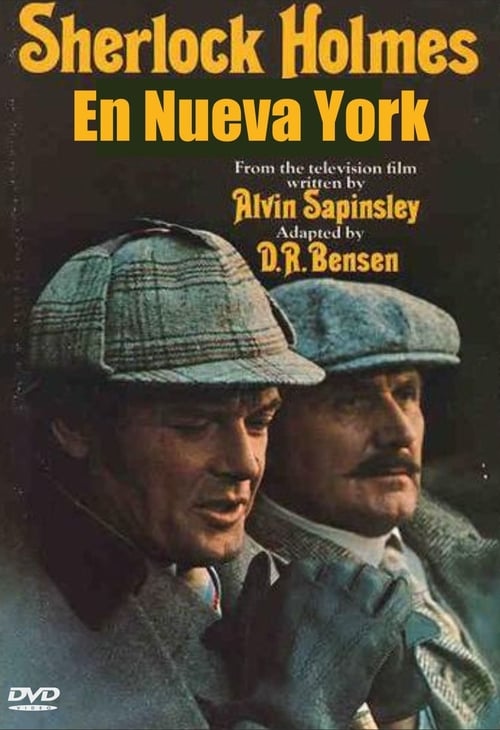 Sherlock Holmes
En Nueva York
From the television film
written by
Alvin Sapinsley
Adapted by
D.R.Bensen
DVD
VIDEO